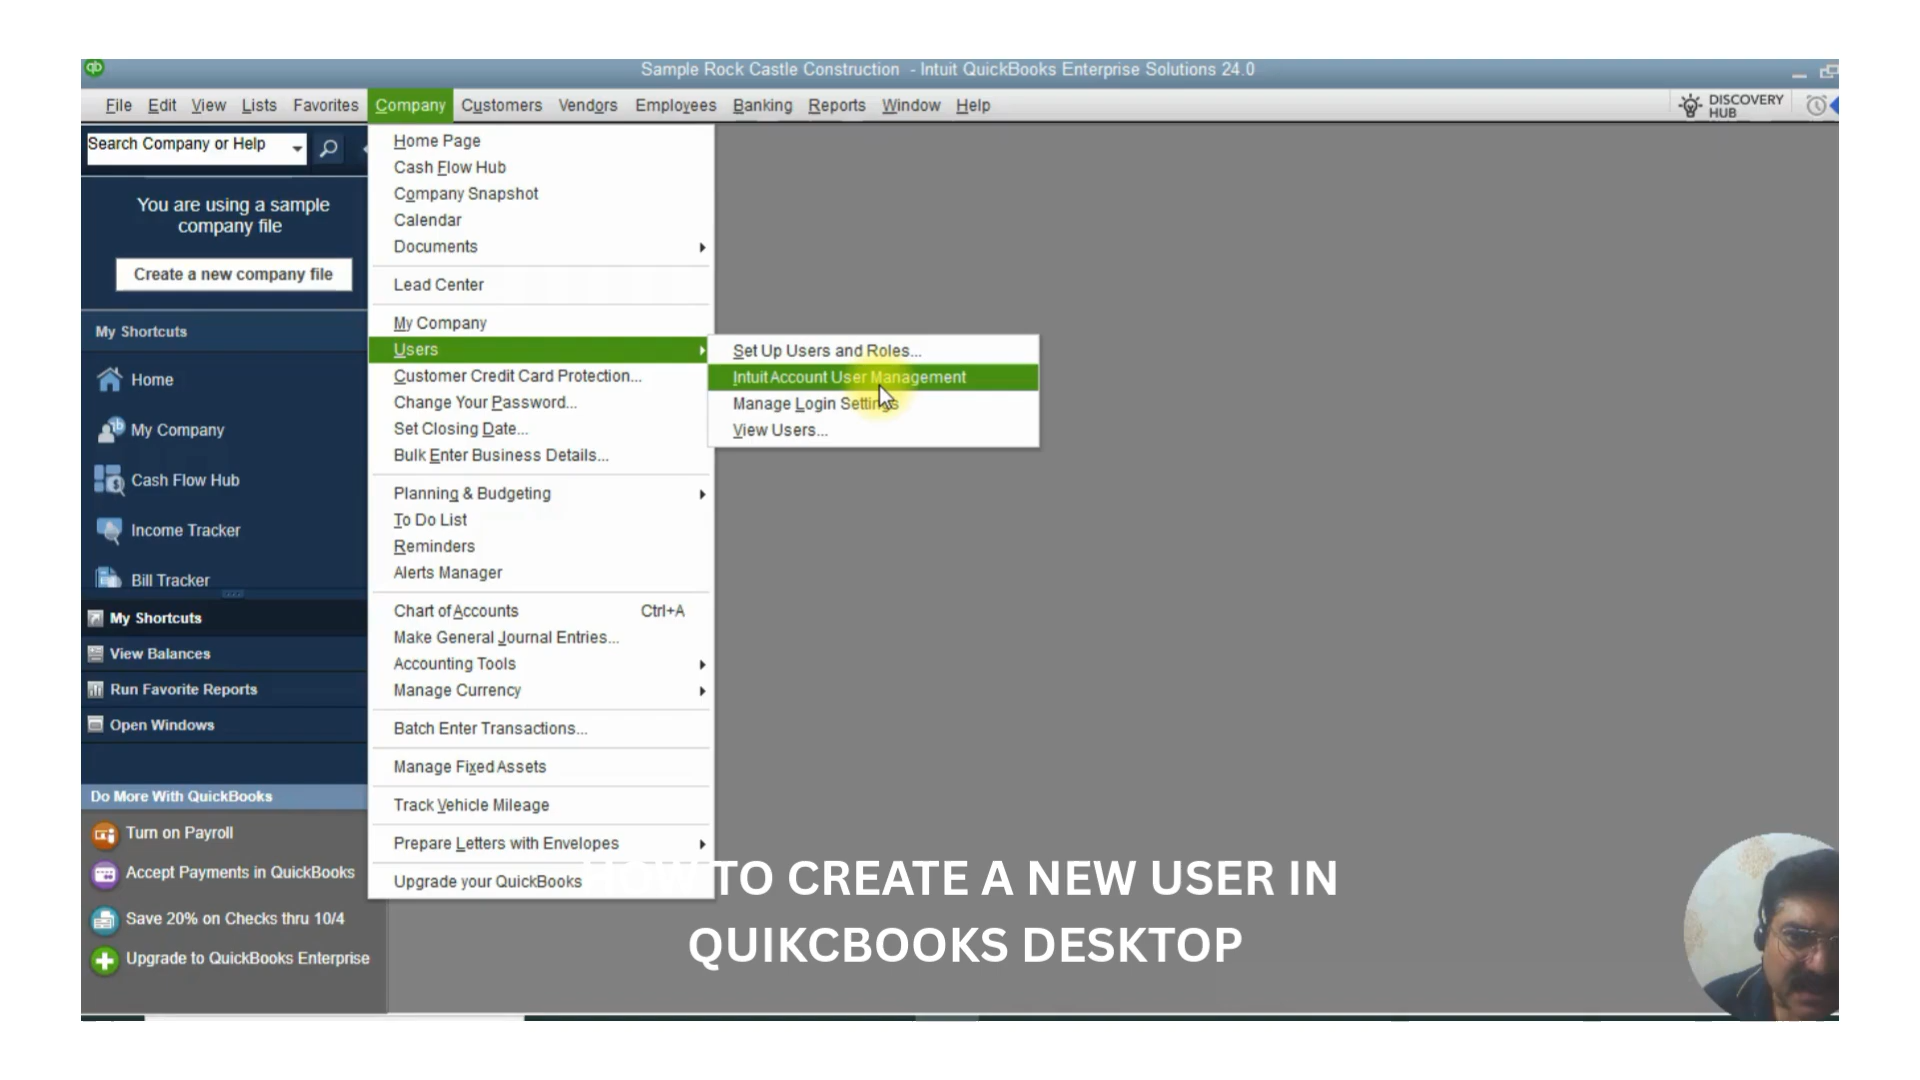 qb
Sample Rock Castle Construction - Intuit QuickBooks Enterprise Solutions 24.0
File Edit View Lists Favorites Company Customers Vendors Employees Banking Reports Window Help
DISCOVERY
HUB
Search Company or Help
You are using a sample
company file
Create a new company file
My Shortcuts
Home
My Company
Cash Flow Hub
Income Tracker
Bill Tracker
My Shortcuts
View Balances
Run Favorite Reports
Open Windows
Do More With QuickBooks
Turn on Payroll
Accept Payments in QuickBooks
Save 20% on Checks thru 10/4
Upgrade to QuickBooks Enterprise
Home Page
Cash Flow Hub
Company Snapshot
Calendar
Documents
Lead Center
My Company
Users
Customer Credit Card Protection...
Change Your Password...
Set Closing Date...
Bulk Enter Business Details...
Planning & Budgeting
To Do List
Reminders
Alerts Manager
Chart of Accounts Ctrl+A
Make General Journal Entries...
Accounting Tools
Manage Currency
Batch Enter Transactions...
Manage Fixed Assets
Track Vehicle Mileage
Prepare Letters with Envelopes
Upgrade your QuickBooks
Set Up Users and Roles...
Intuit Account User Management
Manage Login Settings
View Users...
HOW TO CREATE A NEW USER IN
QUIKCBOOKS DESKTOP